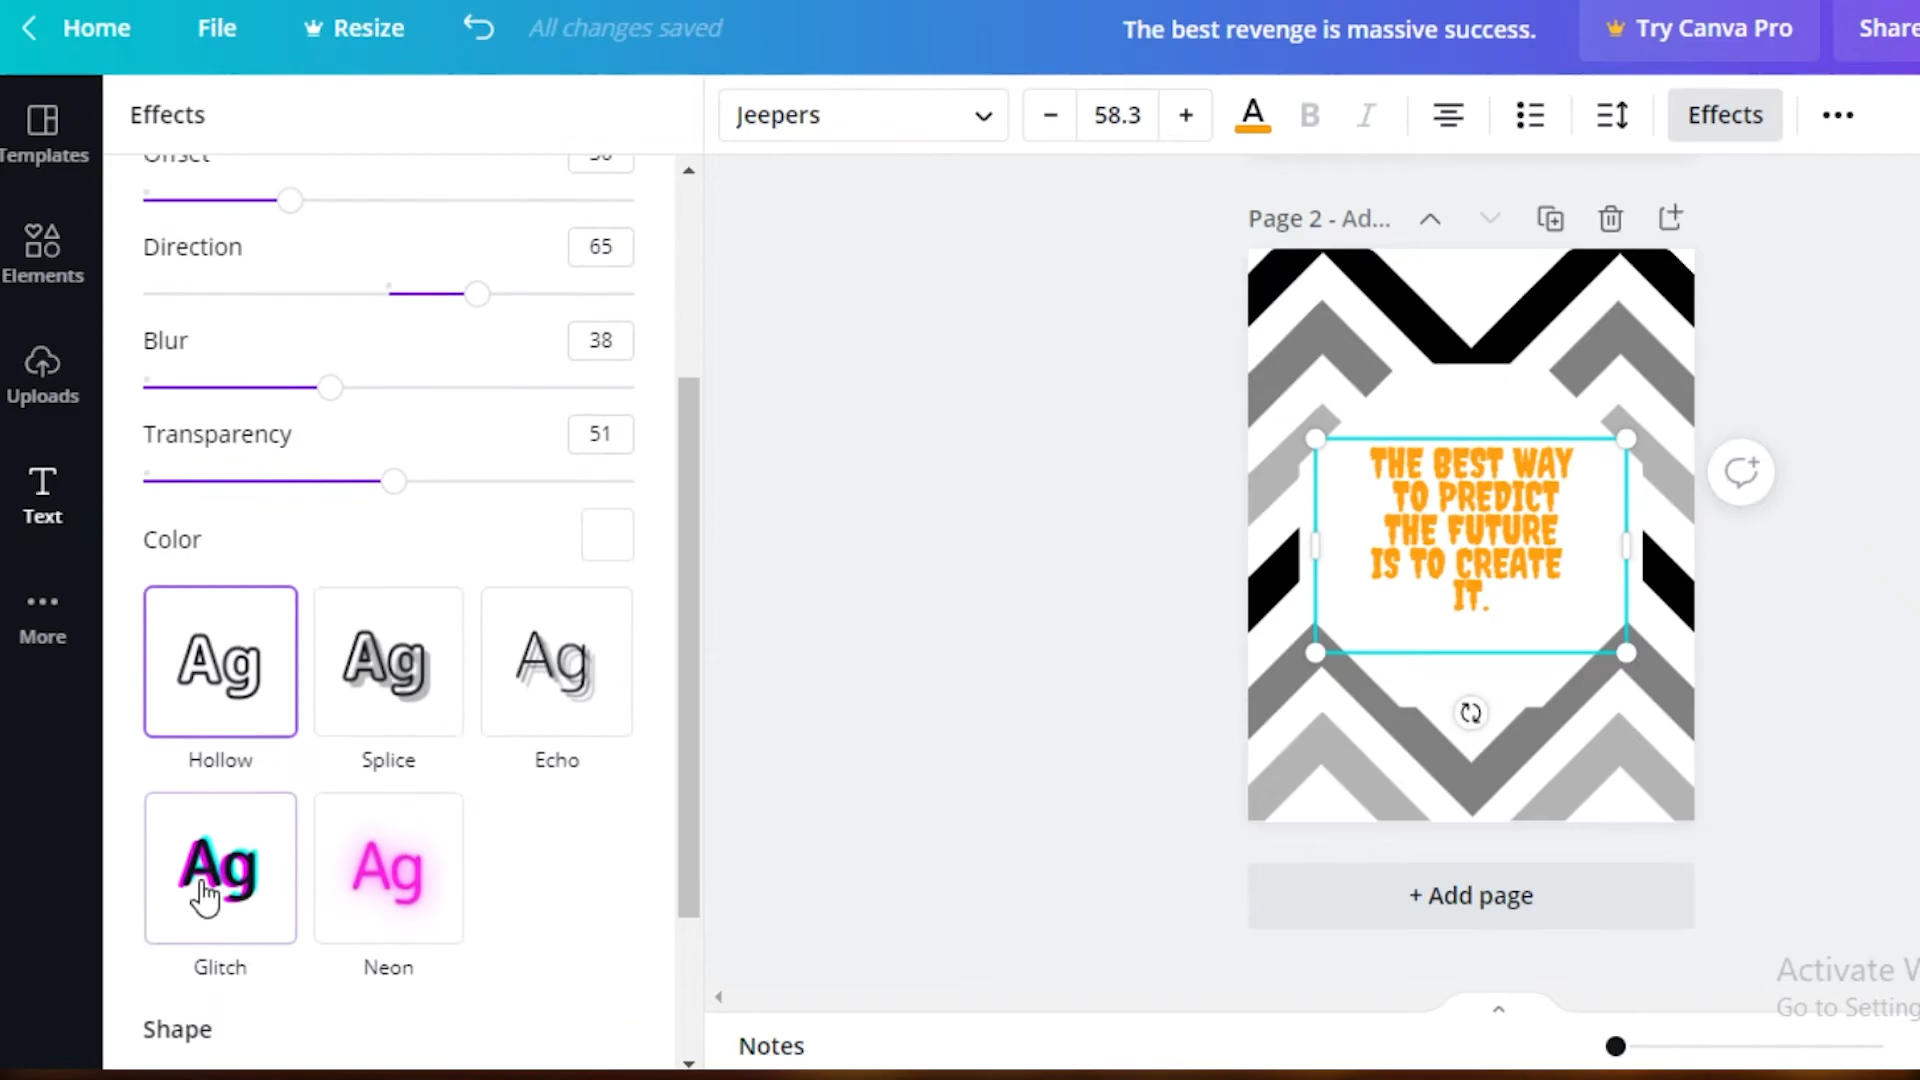 Home File Resize All changes saved The best revenge is massive success. Try Canva Pro Share
Effects
Jeepers 58.3 A B I Effects
Templates
Elements
Uploads
Text
More
Offset
Direction 65
Blur 38
Transparency 51
Color
Ag Ag Ag
Hollow Splice Echo
Ag Ag
Glitch Neon
Shape
Page 2 - Ad...
THE BEST WAY
TO PREDICT
THE FUTURE
IS TO CREATE
IT.
+ Add page
Activate
Go to Setting
Notes